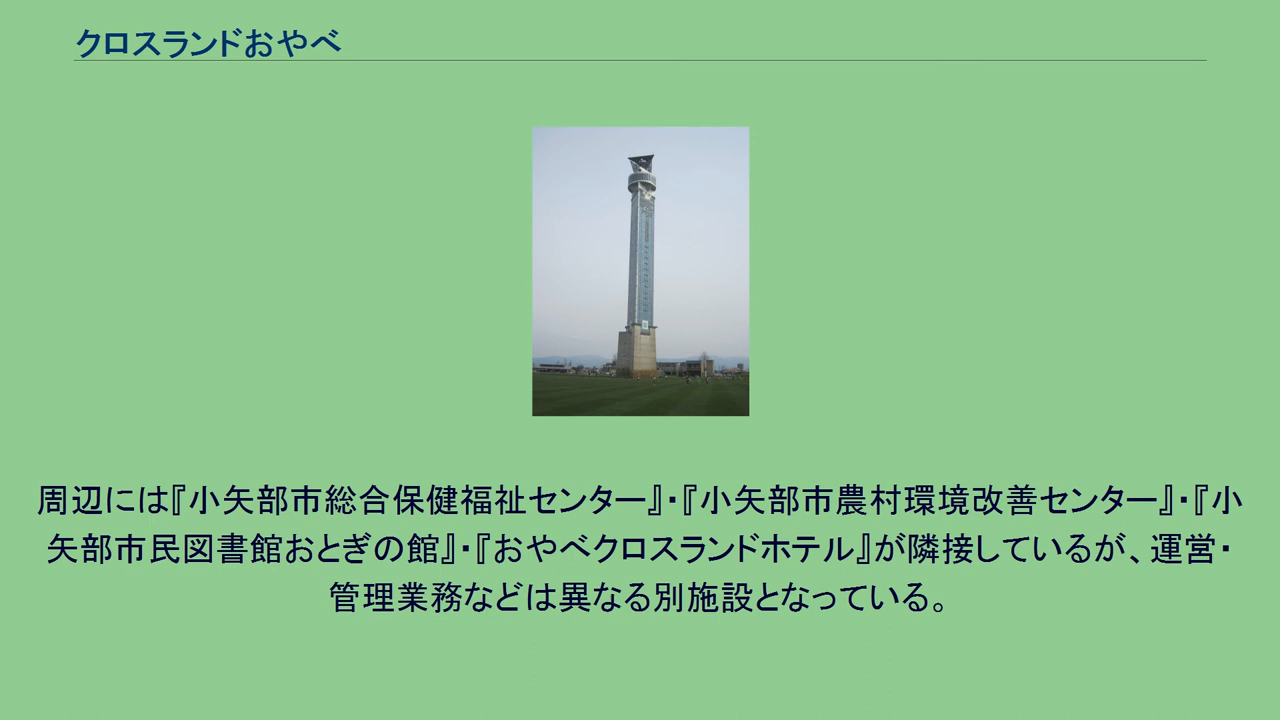 クロスランドおやべ
周辺には『小矢部市総合保健福祉センター』・『小矢部市農村環境改善センター』・『小
矢部市民図書館おとぎの館』・『おやべクロスランドホテル』が隣接しているが、運営・
管理業務などは異なる別施設となっている。